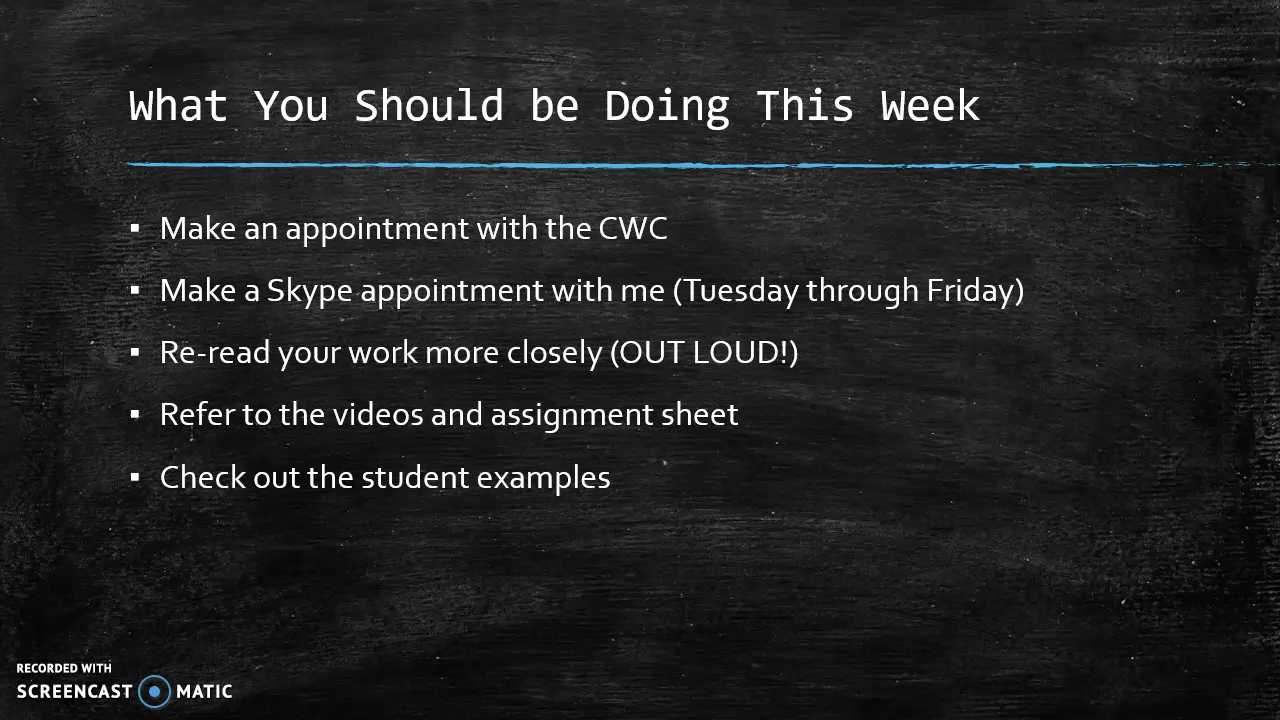 What You Should be Doing This Week
▪ Make an appointment with the CWC
▪ Make a Skype appointment with me (Tuesday through Friday)
▪ Re-read your work more closely (OUT LOUD!)
▪ Refer to the videos and assignment sheet
▪ Check out the student examples
RECORDED WITH
SCREENCAST MATIC